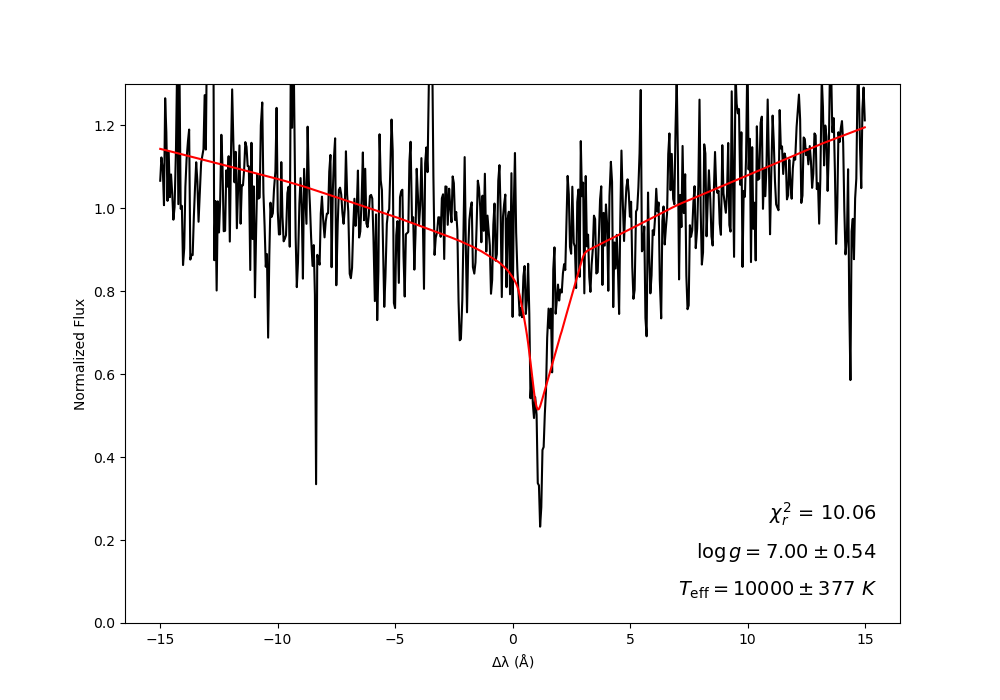 1.2
1.0
0.8
0.6
0.4
0.2
0.0
Normalized Flux
χ²ᵣ = 10.06
log g = 7.00 ± 0.54
T_eff = 10000 ± 377 K
−15 −10 −5 0 5 10 15
Δλ (Å)